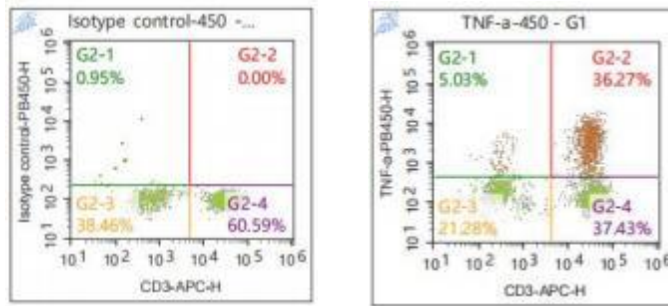 Isotype control-450 -...
Isotype control-PB450-H
10^6
10^5
10^4
10^3
10^2
10^1
G2-1
0.95%
G2-2
0.00%
G2-3
38.46%
G2-4
60.59%
10^1 10^2 10^3 10^4 10^5 10^6
CD3-APC-H
TNF-a-450 - G1
TNF-a-PB450-H
10^6
10^5
10^4
10^3
10^2
10^1
G2-1
5.03%
G2-2
36.27%
G2-3
21.28%
G2-4
37.43%
10^1 10^2 10^3 10^4 10^5 10^6
CD3-APC-H